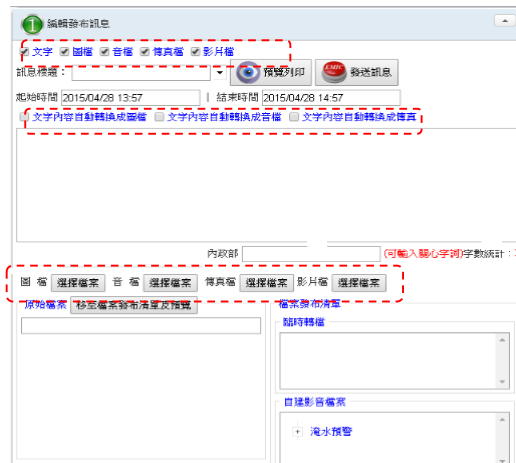 1 編輯發布訊息
文字 圖檔 音檔 傳真檔 影片檔
訊息標題： 預覽列印 EMIC 發送訊息
起始時間 2015/04/28 13:57 | 結束時間 2015/04/28 14:57
文字內容自動轉換成圖檔 文字內容自動轉換成音檔 文字內容自動轉換成傳真
內政部 (可輸入關心字詞)字數統計：
圖 檔 選擇檔案 音 檔 選擇檔案 傳真檔 選擇檔案 影片檔 選擇檔案
原始檔案 移至檔案發布清單及預覽
檔案發布清單
臨時轉檔
自建影音檔案
+ 淹水預警